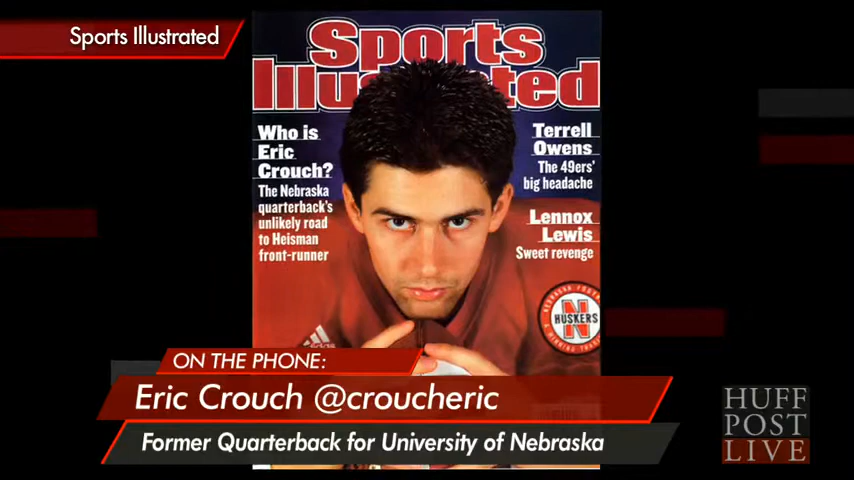 Sports Illustrated
Sports
Illustrated
Who is
Eric
Crouch?
The Nebraska
quarterback's
unlikely road
to Heisman
front-runner
Terrell
Owens
The 49ers'
big headache
Lennox
Lewis
Sweet revenge
N
HUSKERS
adidas
ON THE PHONE:
Eric Crouch @croucheric
Former Quarterback for University of Nebraska
HUFF
POST
LIVE